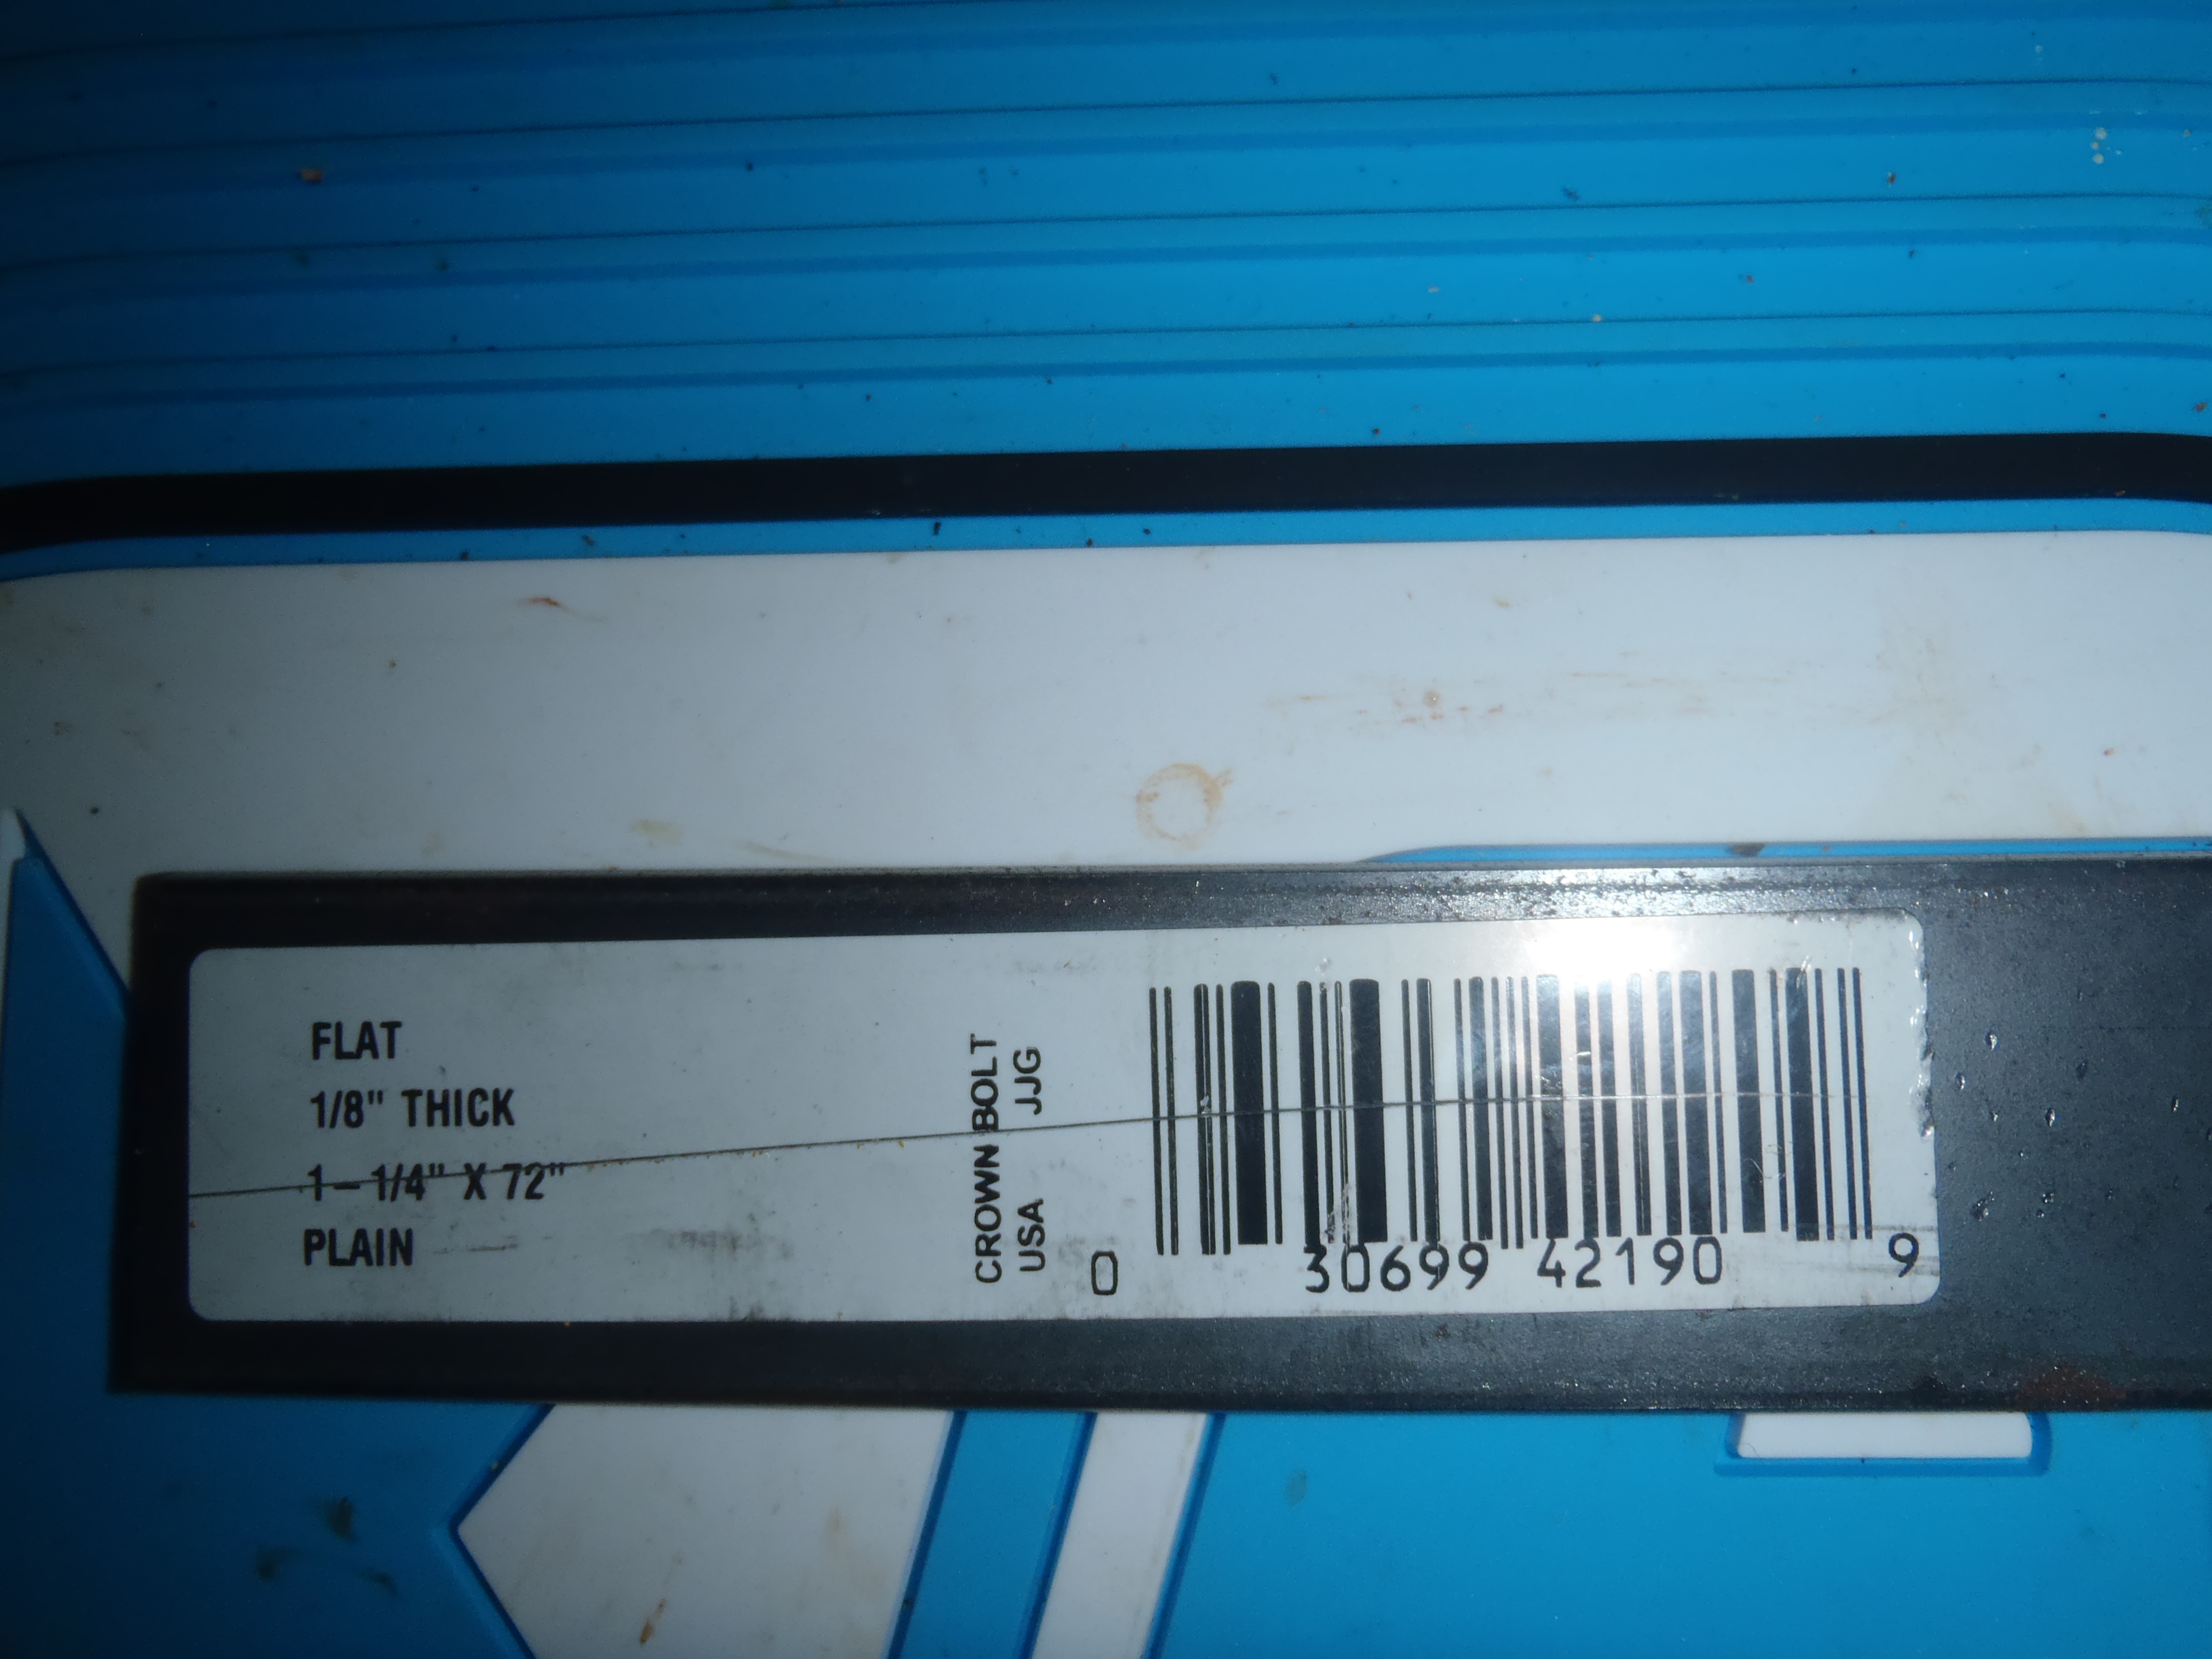 FLAT
1/8" THICK
1-1/4" X 72"
PLAIN
CROWN BOLT
USA JJG
0 30699 42190 9